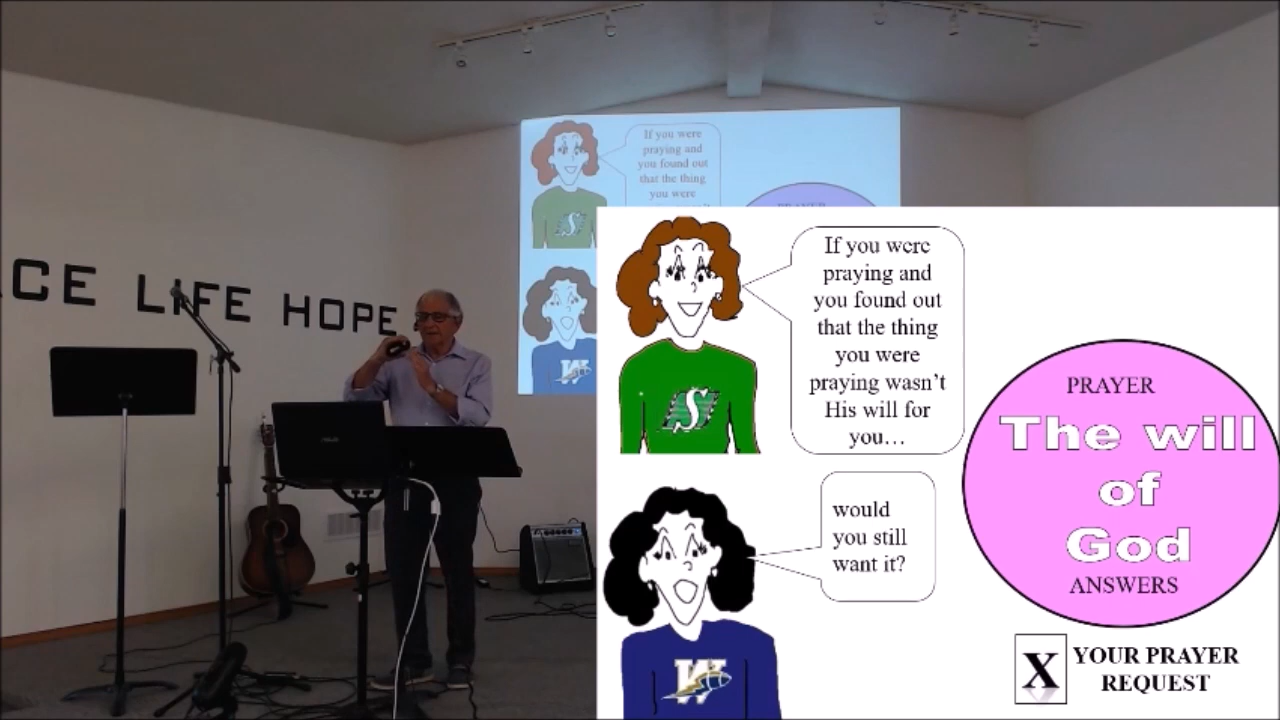 CE LIFE HOPE
If you were
praying and
you found out
that the thing
you were
If you were
praying and
you found out
that the thing
you were
praying wasn't
His will for
you…
would
you still
want it?
PRAYER
The will
of
God
ANSWERS
X YOUR PRAYER
REQUEST
S
W